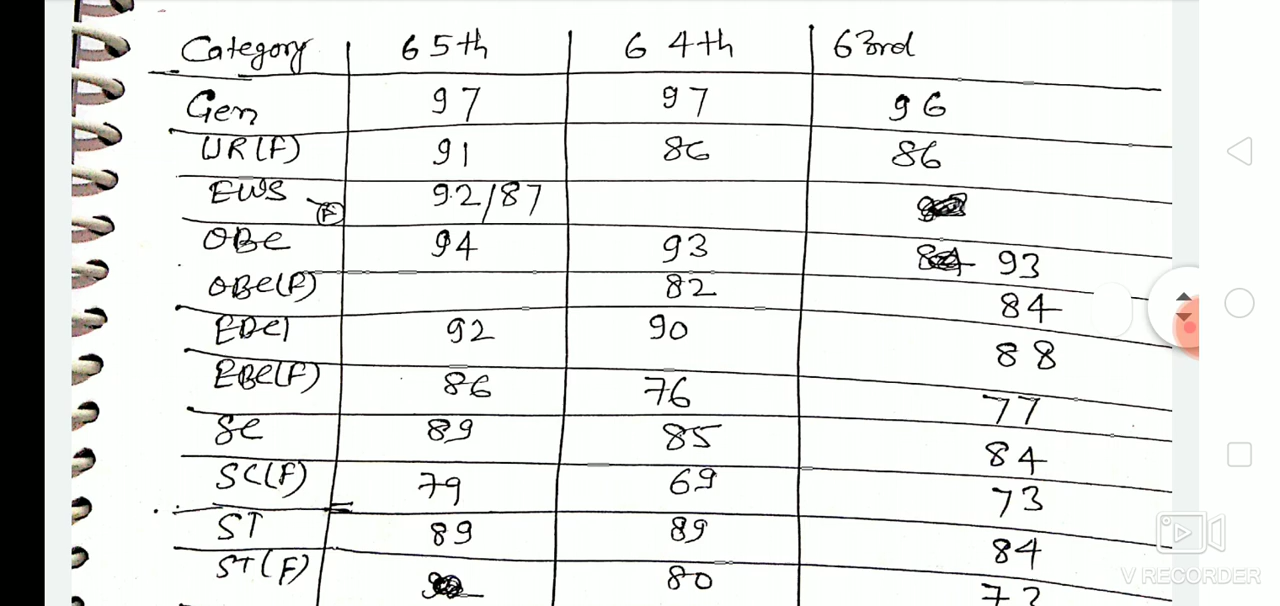 Category 65th 64th 63rd
Gen 97 97 96
UR(F) 91 86 86
EWS (F) 92/87
OBC 94 93 93
OBC(F) 82 84
EBC 92 90 88
EBC(F) 86 76 77
SC 89 85 84
SC(F) 79 69 73
ST 89 89 84
ST(F) 80
V RECORDER